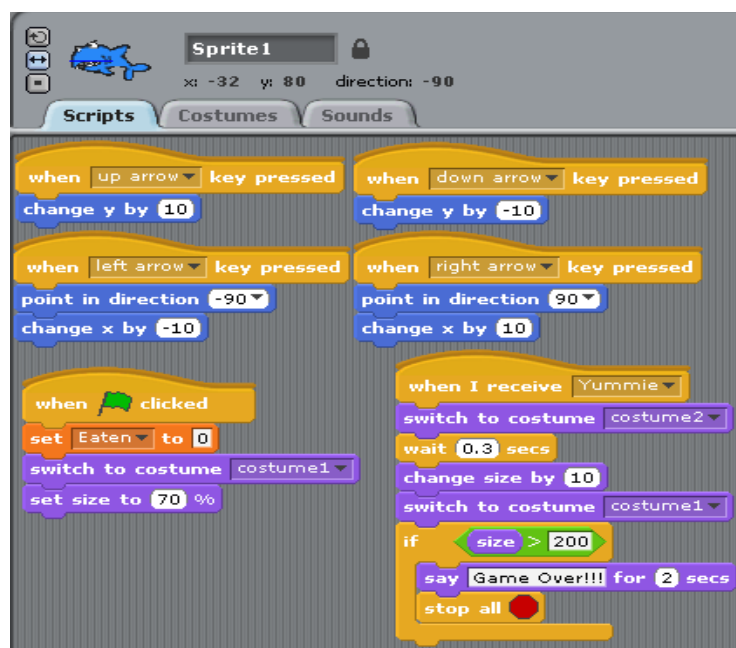 Sprite1
x: -32 y: 80 direction: -90
Scripts Costumes Sounds
when up arrow key pressed
change y by 10
when down arrow key pressed
change y by -10
when left arrow key pressed
point in direction -90
change x by -10
when right arrow key pressed
point in direction 90
change x by 10
when clicked
set Eaten to 0
switch to costume costume1
set size to 70 %
when I receive Yummie
switch to costume costume2
wait 0.3 secs
change size by 10
switch to costume costume1
if size > 200
say Game Over!!! for 2 secs
stop all